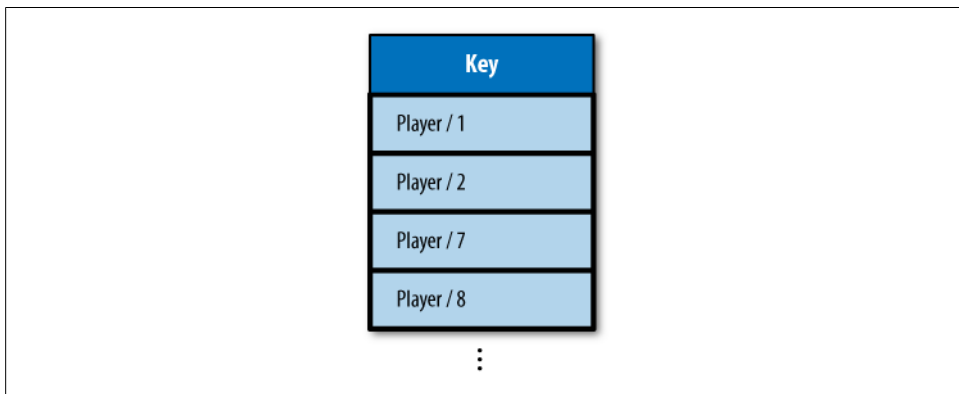 Key
Player / 1
Player / 2
Player / 7
Player / 8
⋮